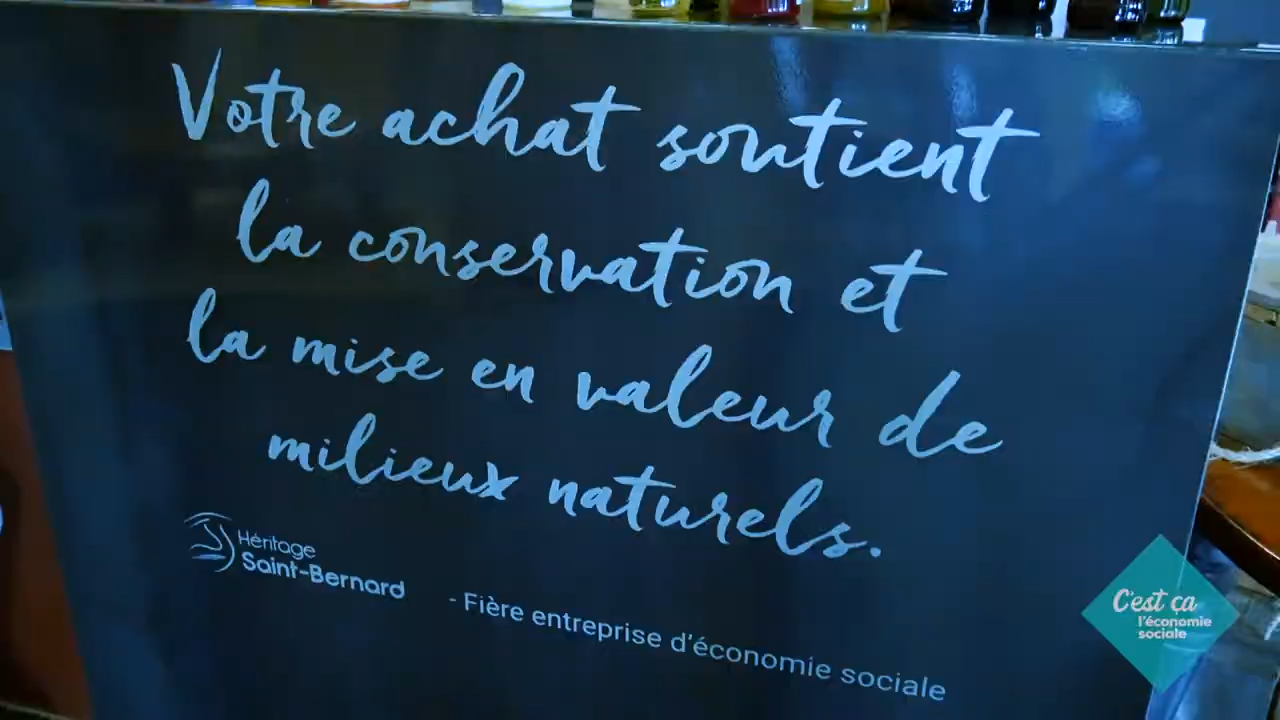 Votre achat soutient
la conservation et
la mise en valeur de
milieux naturels.
Héritage
Saint-Bernard
- Fière entreprise d'économie sociale
C'est ça
l'économie
sociale